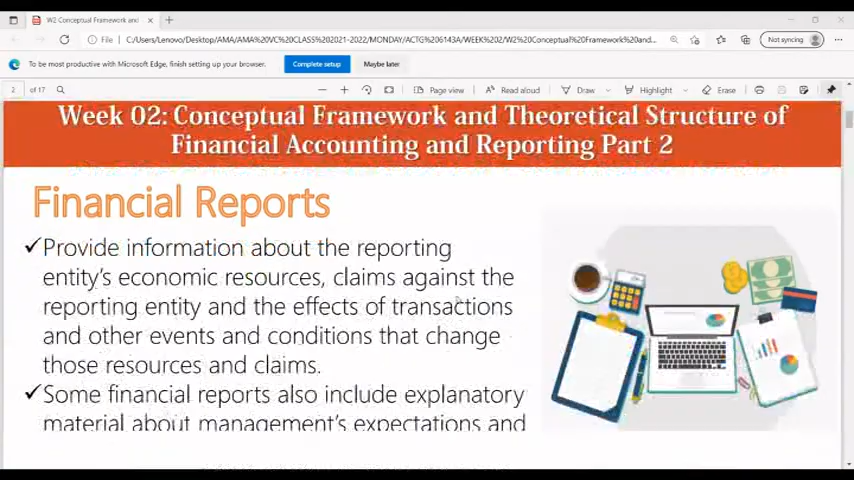 W2 Conceptual Framework and
File
C:/Users/Lenovo/Desktop/AMA/AMA%20VC%20CLASS%202021-2022/MONDAY/ACTG%206143A/WEEK%202/W2%20Conceptual%20Framework%20and...
Not syncing
To be most productive with Microsoft Edge, finish setting up your browser.
Complete setup
Maybe later
2 of 17
Page view
Read aloud
Draw
Highlight
Erase
Week 02: Conceptual Framework and Theoretical Structure of
Financial Accounting and Reporting Part 2
Financial Reports
✓Provide information about the reporting
entity's economic resources, claims against the
reporting entity and the effects of transactions
and other events and conditions that change
those resources and claims.
✓Some financial reports also include explanatory
material about management's expectations and